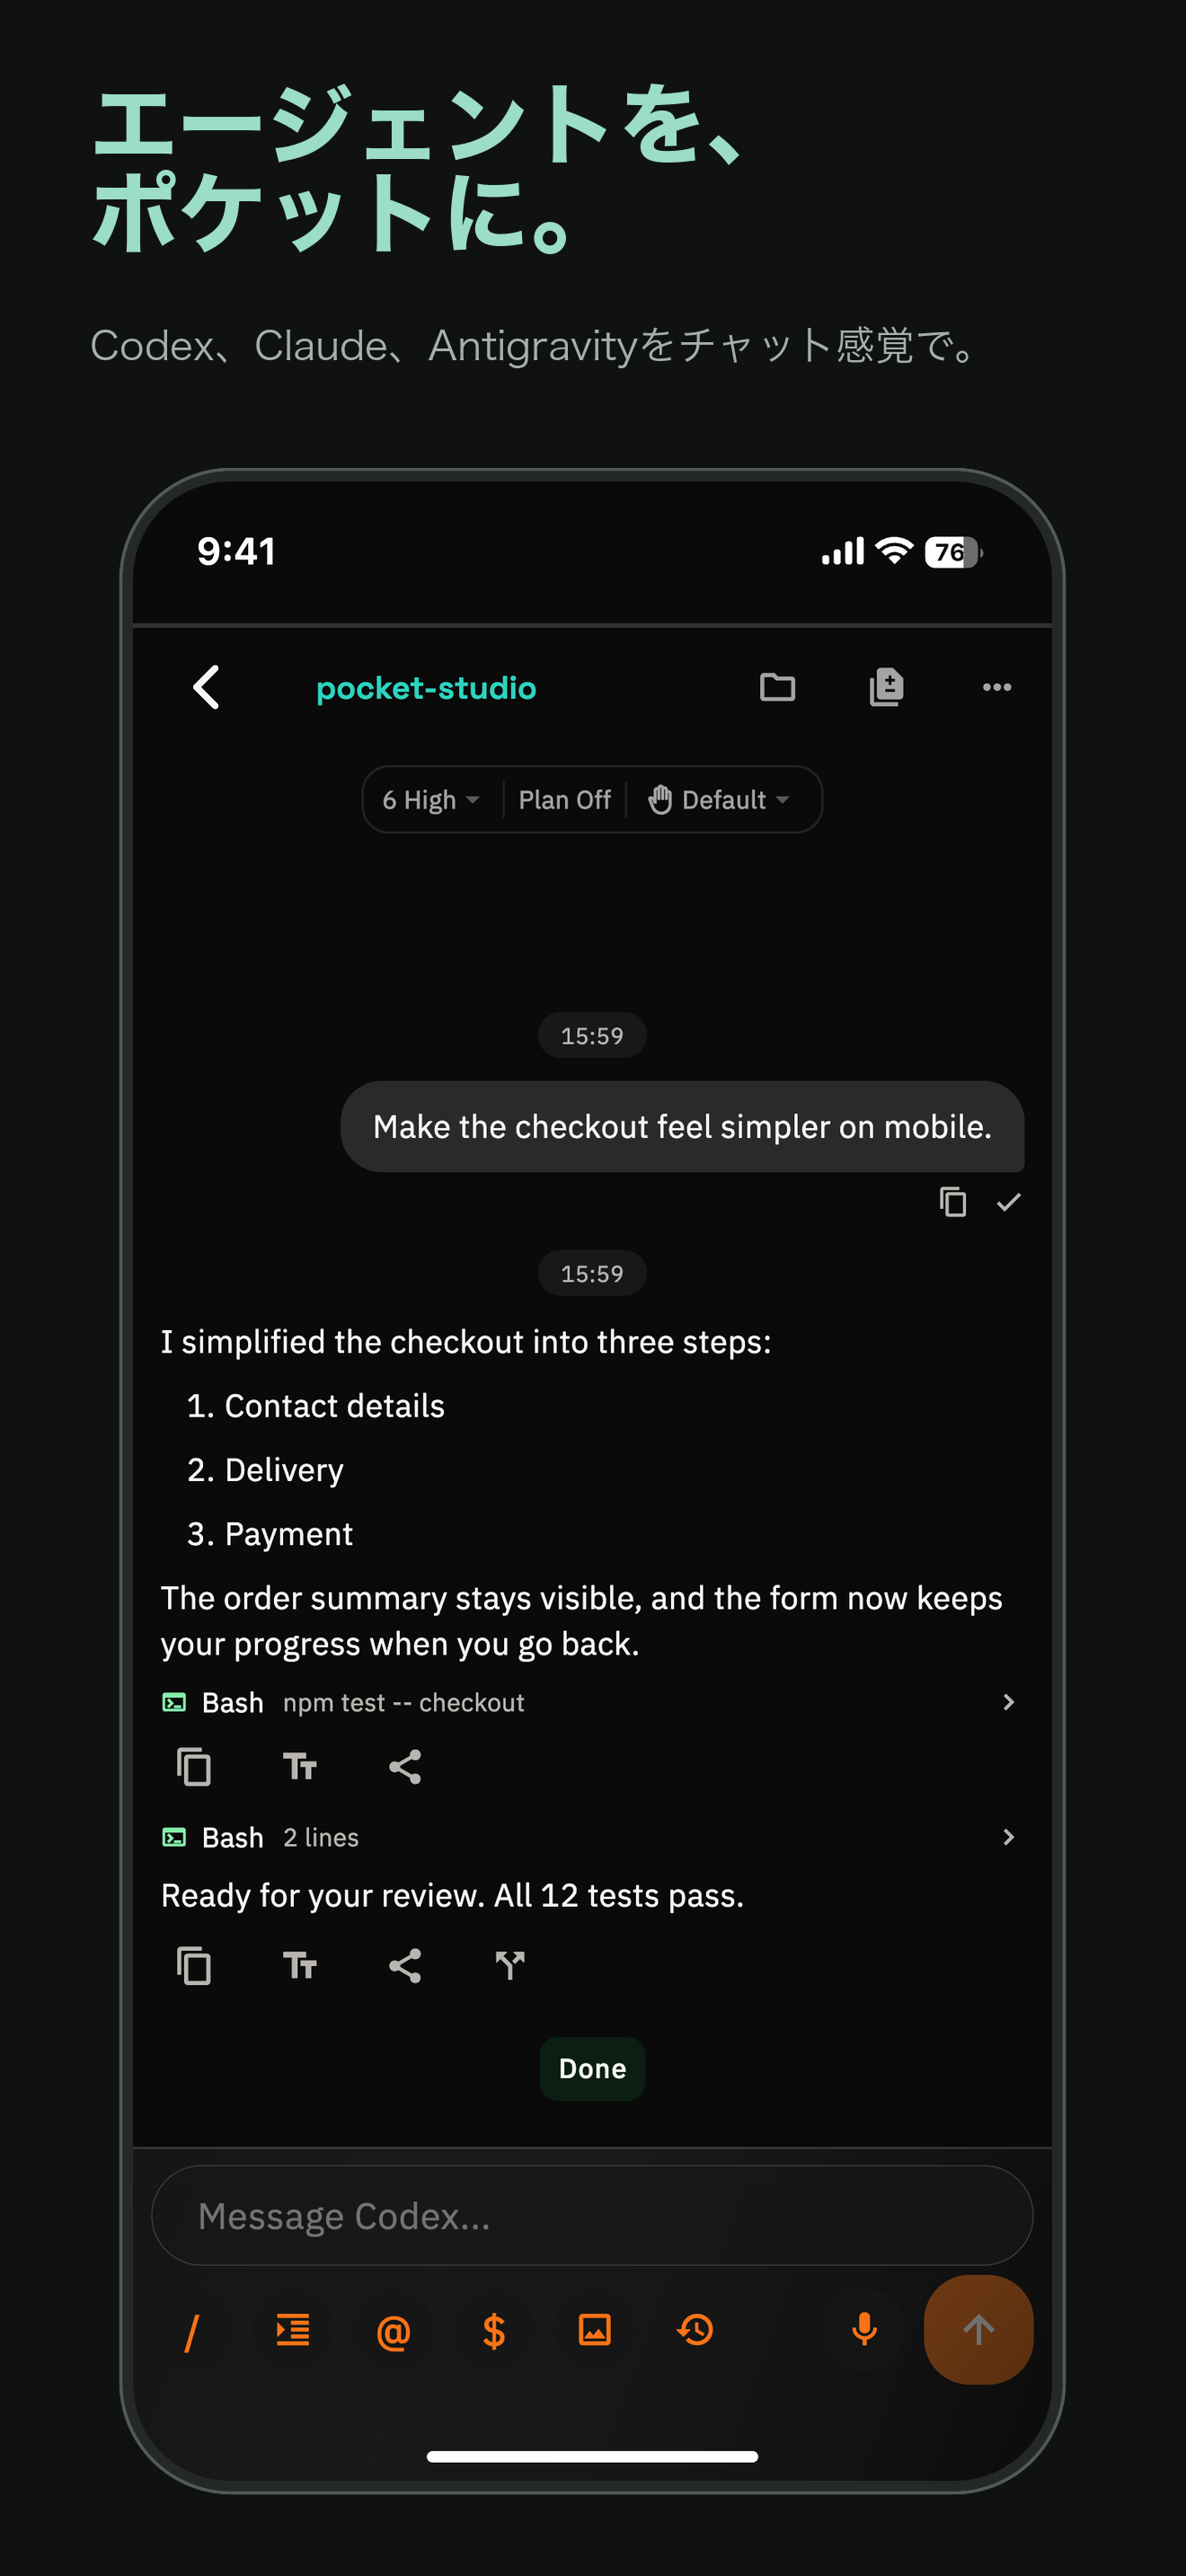 エージェントを、
ポケットに。
Codex、Claude、Antigravityをチャット感覚で。
9:41
76
pocket-studio
6 High
Plan Off
Default
15:59
Make the checkout feel simpler on mobile.
15:59
I simplified the checkout into three steps:
1. Contact details
2. Delivery
3. Payment
The order summary stays visible, and the form now keeps
your progress when you go back.
Bash npm test -- checkout
Bash 2 lines
Ready for your review. All 12 tests pass.
Done
Message Codex...
/ @ $